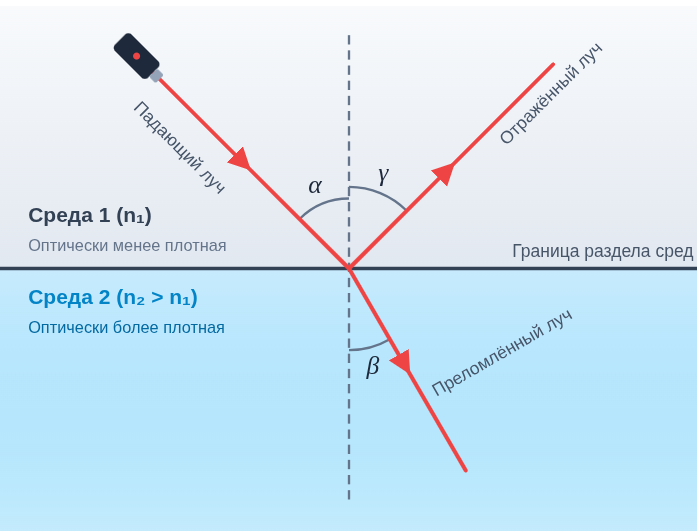 Падающий луч
Отражённый луч
α
γ
Среда 1 (n₁)
Оптически менее плотная
Граница раздела сред
Среда 2 (n₂ > n₁)
Оптически более плотная
β
Преломлённый луч